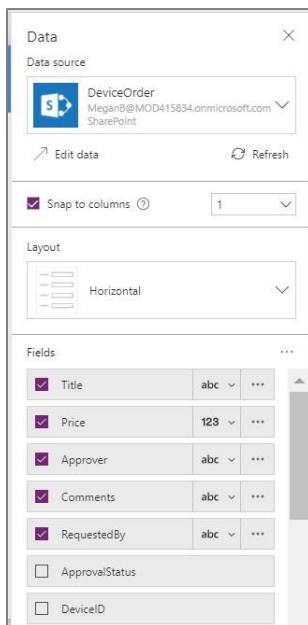 Data
Data source
DeviceOrder
MeganB@MOD415834.onmicrosoft.com
SharePoint
Edit data Refresh
Snap to columns 1
Layout
Horizontal
Fields
Title abc
Price 123
Approver abc
Comments abc
RequestedBy abc
ApprovalStatus
DeviceID